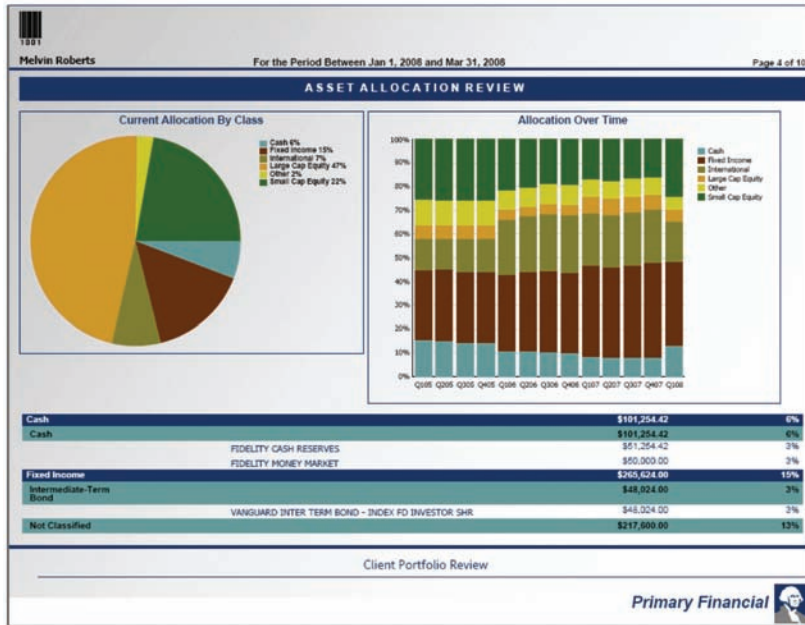 1001
Melvin Roberts For the Period Between Jan 1, 2008 and Mar 31, 2008 Page 4 of 10
ASSET ALLOCATION REVIEW
Current Allocation By Class
Cash 6%
Fixed Income 15%
International 7%
Large Cap Equity 47%
Other 2%
Small Cap Equity 22%
Allocation Over Time
100%
80%
60%
70%
50%
40%
30%
20%
10%
0%
Q105 Q205 Q305 Q405 Q106 Q206 Q306 Q406 Q107 Q207 Q307 Q407 Q108
Cash
Fixed Income
International
Large Cap Equity
Other
Small Cap Equity
Cash $101,254.42 6%
Cash $101,254.42 6%
FIDELITY CASH RESERVES $51,254.42 3%
FIDELITY MONEY MARKET $50,000.00 3%
Fixed Income $265,624.00 15%
Intermediate-Term $48,024.00 3%
Bond
VANGUARD INTER TERM BOND - INDEX FD INVESTOR SHR $48,024.00 3%
Not Classified $217,600.00 13%
Client Portfolio Review
Primary Financial